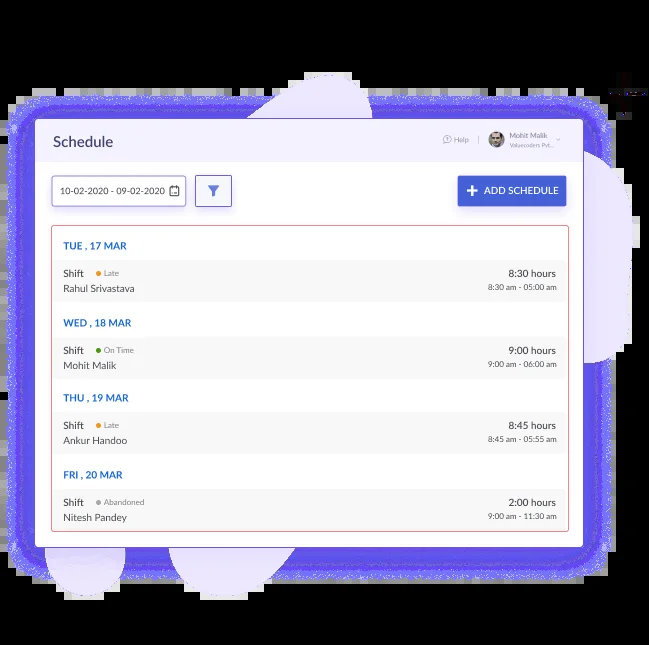 Schedule
Help
Mohit Malik
Valuecoders Pvt...
10-02-2020 - 09-02-2020
ADD SCHEDULE
TUE , 17 MAR
Shift Late 8:30 hours
Rahul Srivastava 8:30 am - 05:00 am
WED , 18 MAR
Shift On Time 9:00 hours
Mohit Malik 9:00 am - 06:00 am
THU , 19 MAR
Shift Late 8:45 hours
Ankur Handoo 8:45 am - 05:55 am
FRI , 20 MAR
Shift Abandoned 2:00 hours
Nitesh Pandey 9:00 am - 11:30 am